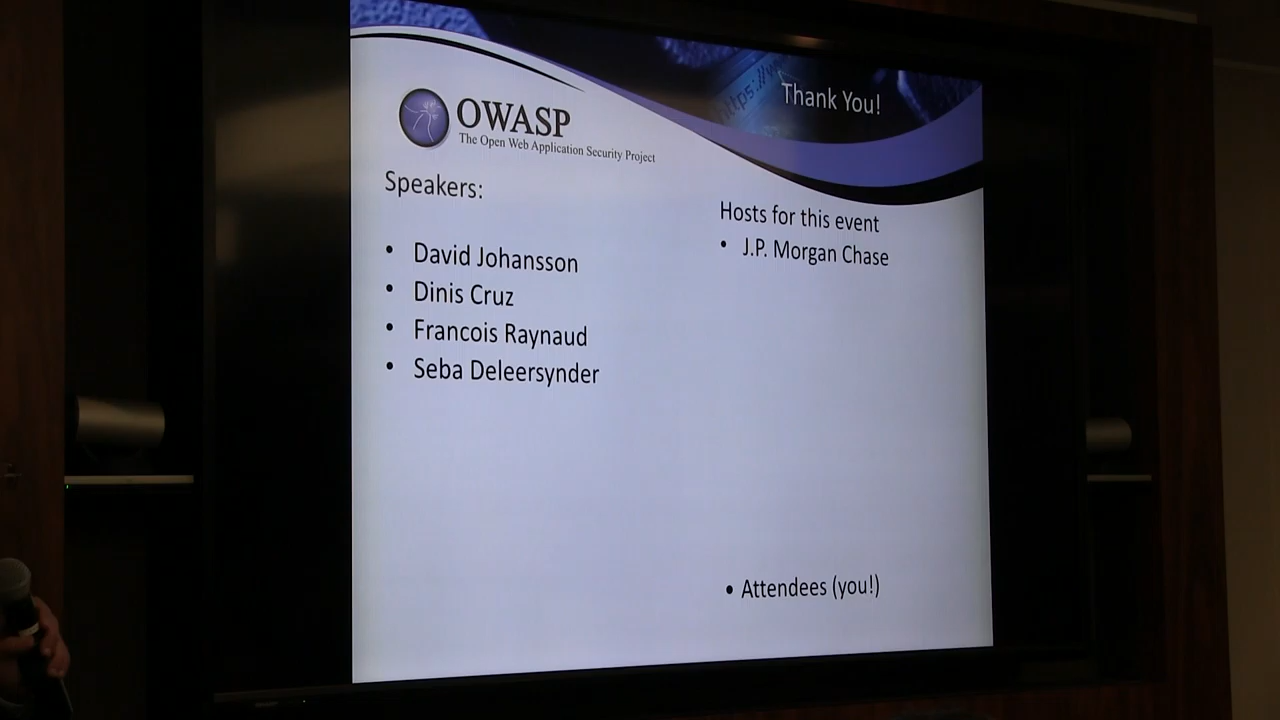 https://w
Thank You!
OWASP
The Open Web Application Security Project
Speakers:
• David Johansson
• Dinis Cruz
• Francois Raynaud
• Seba Deleersynder
Hosts for this event
• J.P. Morgan Chase
• Attendees (you!)